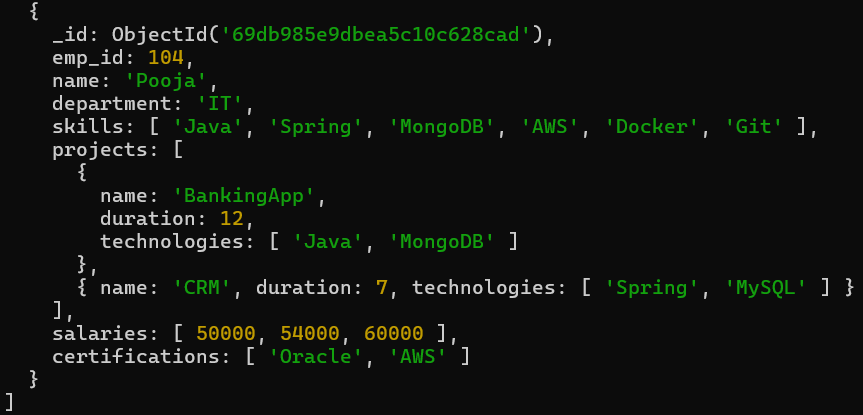 {
_id: ObjectId('69db985e9dbea5c10c628cad'),
emp_id: 104,
name: 'Pooja',
department: 'IT',
skills: [ 'Java', 'Spring', 'MongoDB', 'AWS', 'Docker', 'Git' ],
projects: [
{
name: 'BankingApp',
duration: 12,
technologies: [ 'Java', 'MongoDB' ]
},
{ name: 'CRM', duration: 7, technologies: [ 'Spring', 'MySQL' ] }
],
salaries: [ 50000, 54000, 60000 ],
certifications: [ 'Oracle', 'AWS' ]
}
]